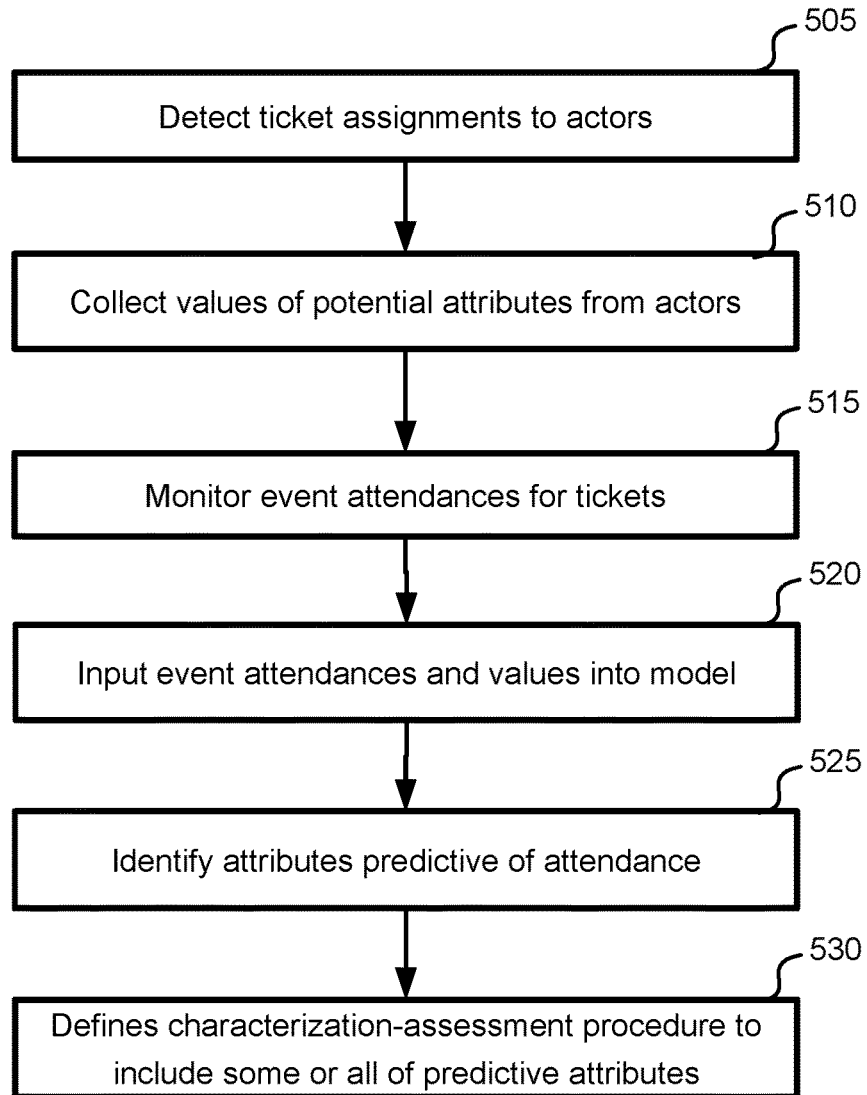 505
Detect ticket assignments to actors
510
Collect values of potential attributes from actors
515
Monitor event attendances for tickets
520
Input event attendances and values into model
525
Identify attributes predictive of attendance
530
Defines characterization-assessment procedure to
include some or all of predictive attributes